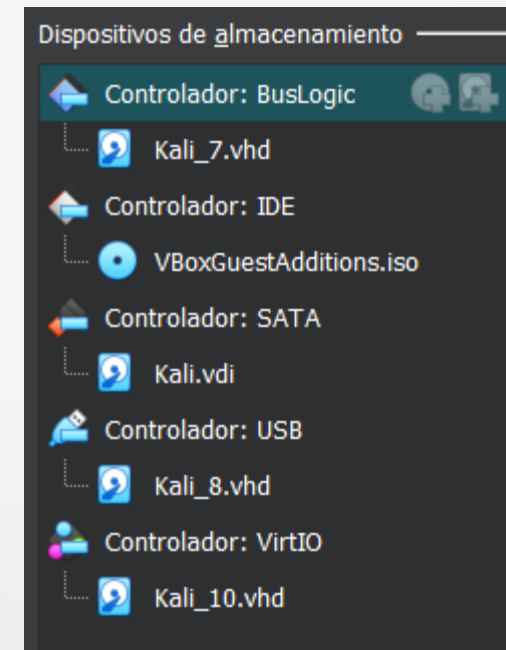 Dispositivos de almacenamiento
Controlador: BusLogic
Kali_7.vhd
Controlador: IDE
VBoxGuestAdditions.iso
Controlador: SATA
Kali.vdi
Controlador: USB
Kali_8.vhd
Controlador: VirtIO
Kali_10.vhd